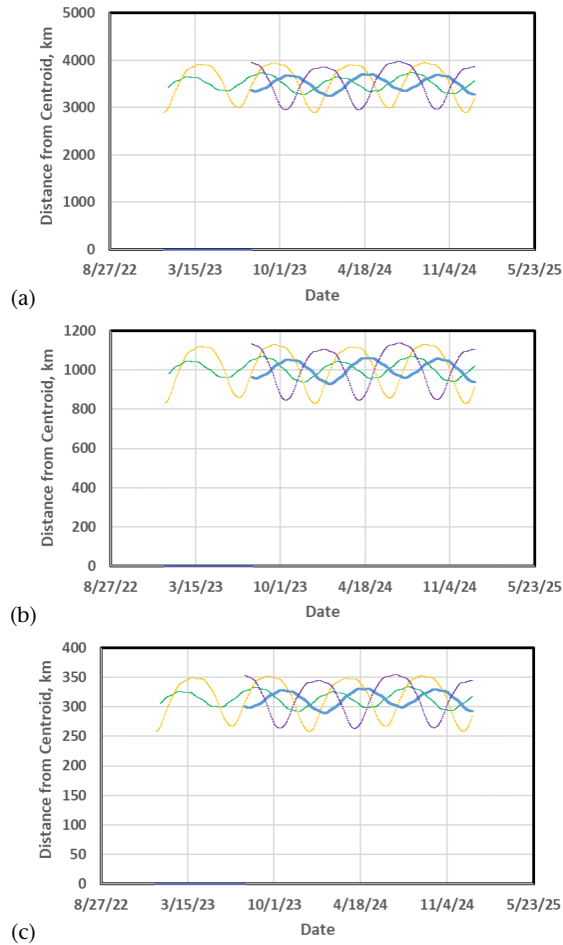 5000
4000
3000
2000
1000
0
Distance from Centroid, km
8/27/22 3/15/23 10/1/23 4/18/24 11/4/24 5/23/25
Date
(a)
1200
1000
800
600
400
200
0
Distance from Centroid, km
8/27/22 3/15/23 10/1/23 4/18/24 11/4/24 5/23/25
Date
(b)
400
350
300
250
200
150
100
50
0
Distance from Centroid, km
8/27/22 3/15/23 10/1/23 4/18/24 11/4/24 5/23/25
Date
(c)